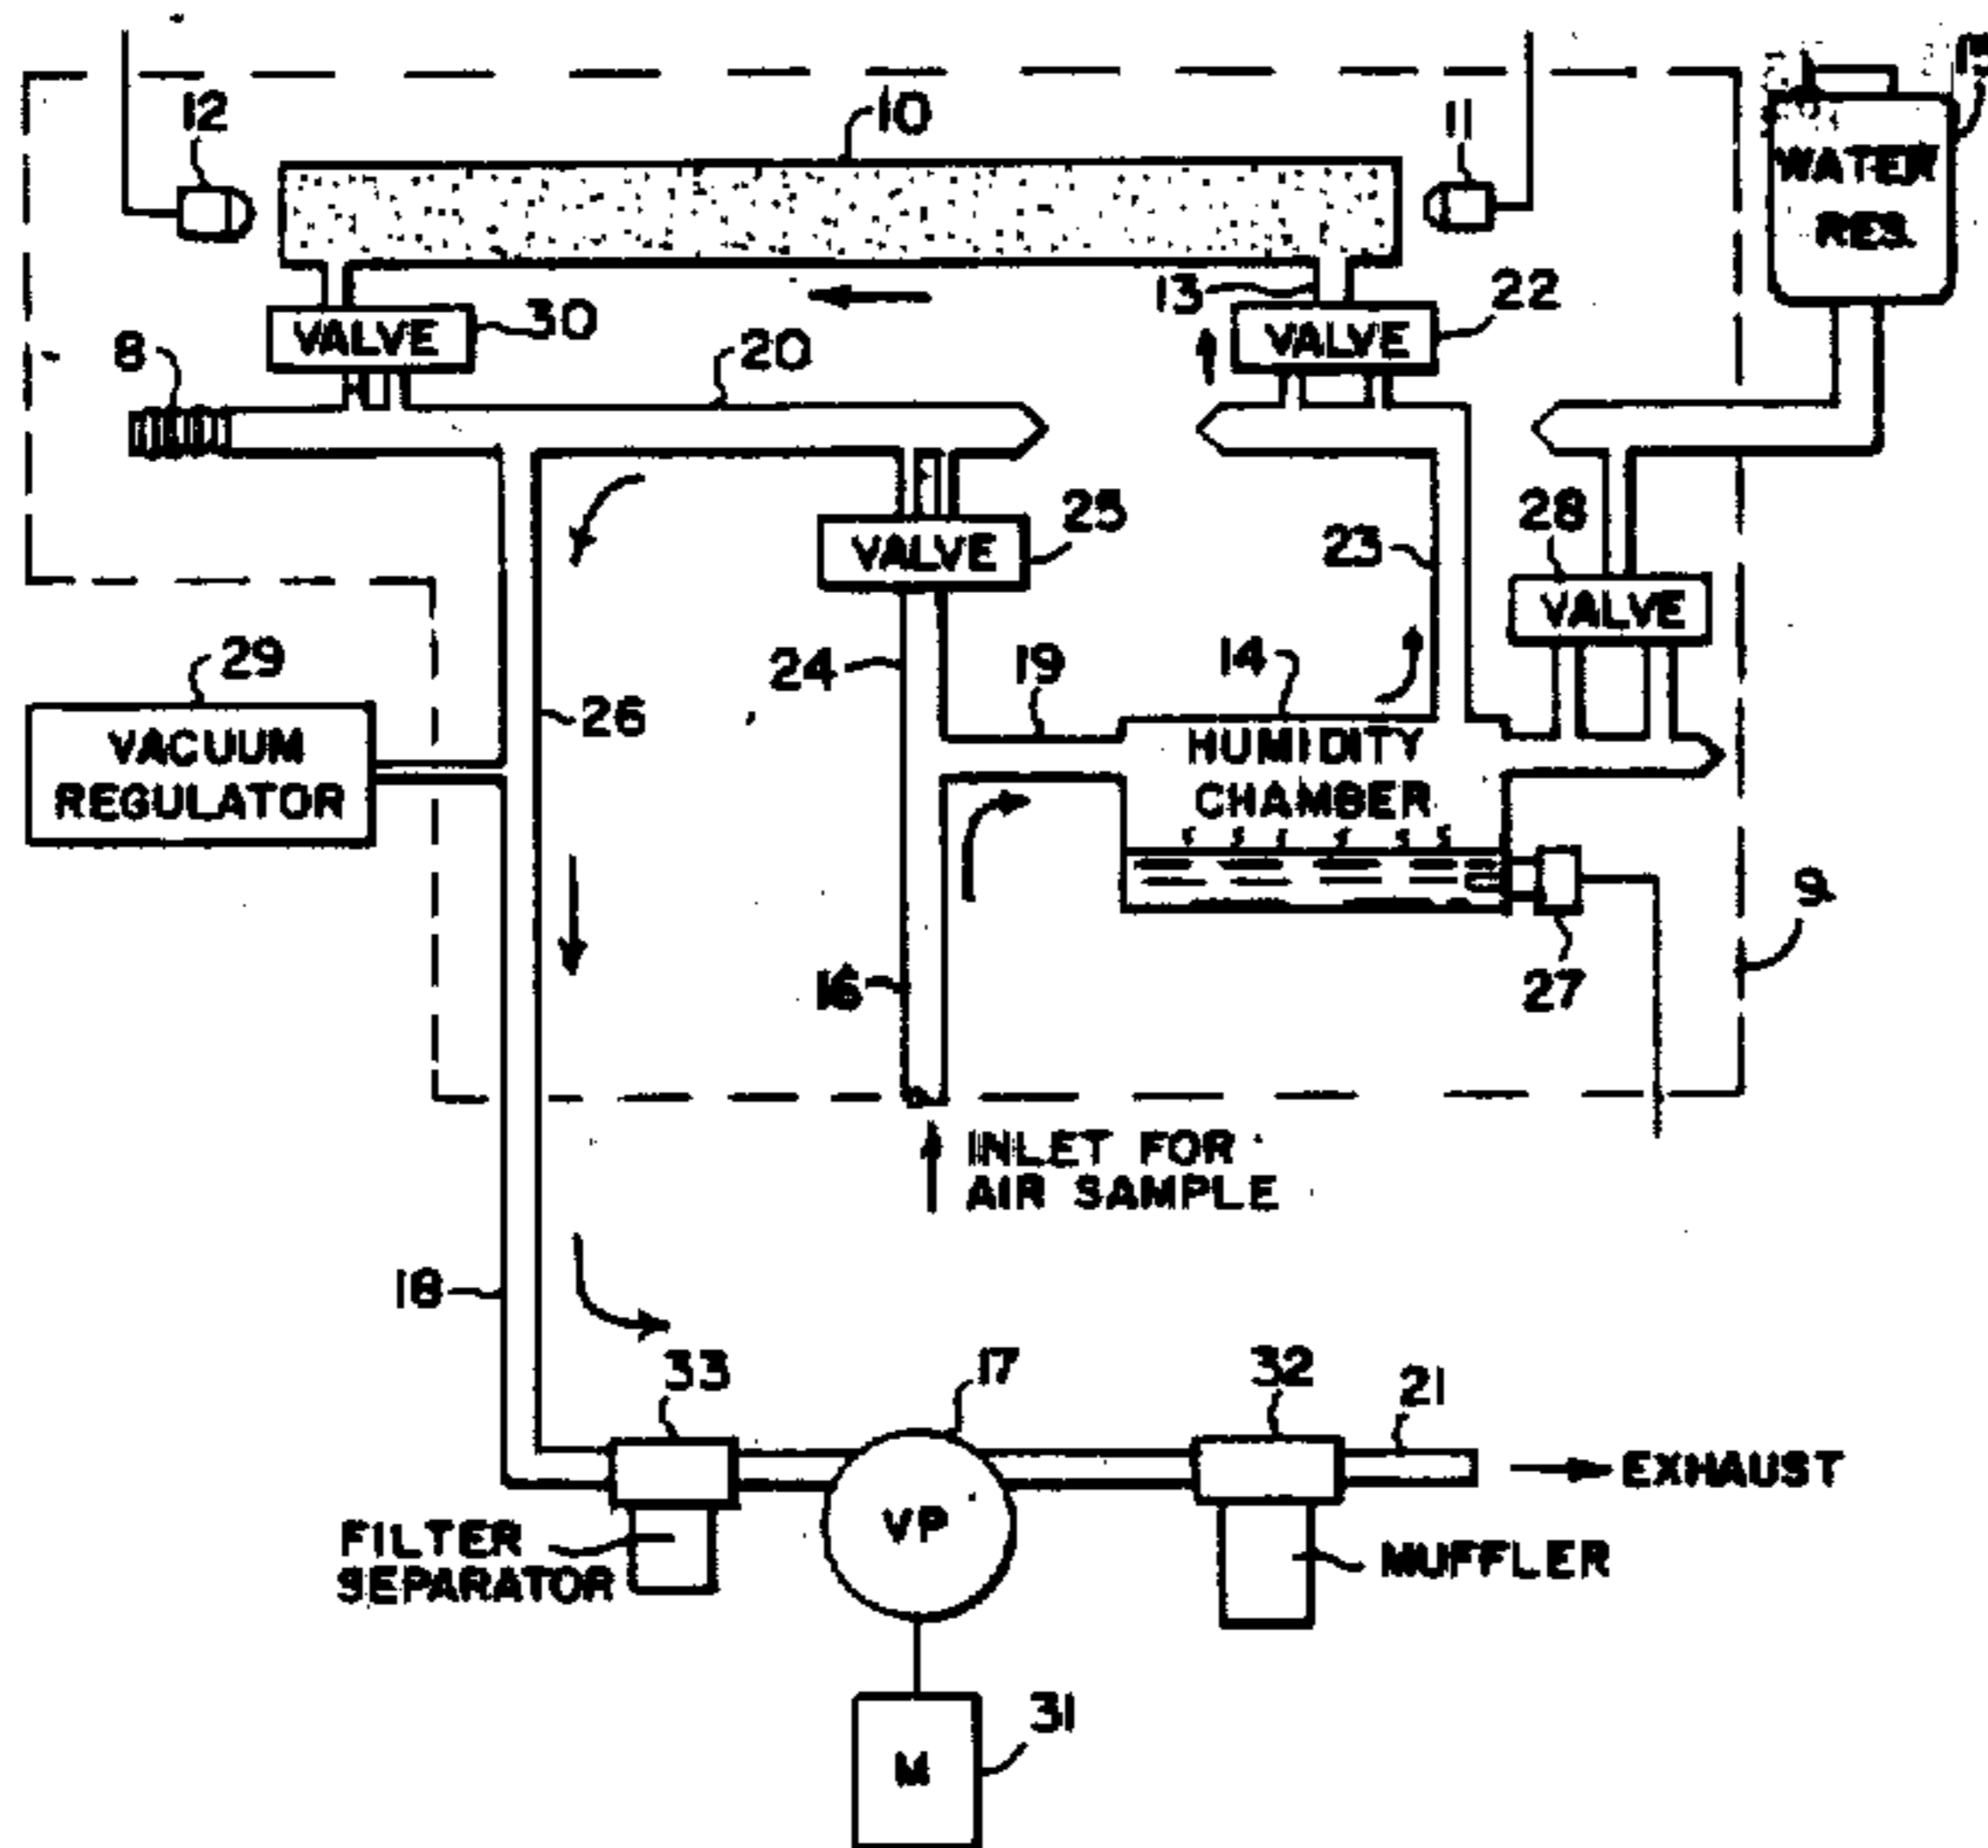 12
10
11
WATER
RES.
13
22
VALVE
30
VALVE
8
20
25
VALVE
23
28
VALVE
29
VACUUM
REGULATOR
26
24
19
14
HUMIDITY
CHAMBER
9
16
27
INLET FOR
AIR SAMPLE
18
33
17
32
21
EXHAUST
VP
FILTER
SEPARATOR
MUFFLER
31
M